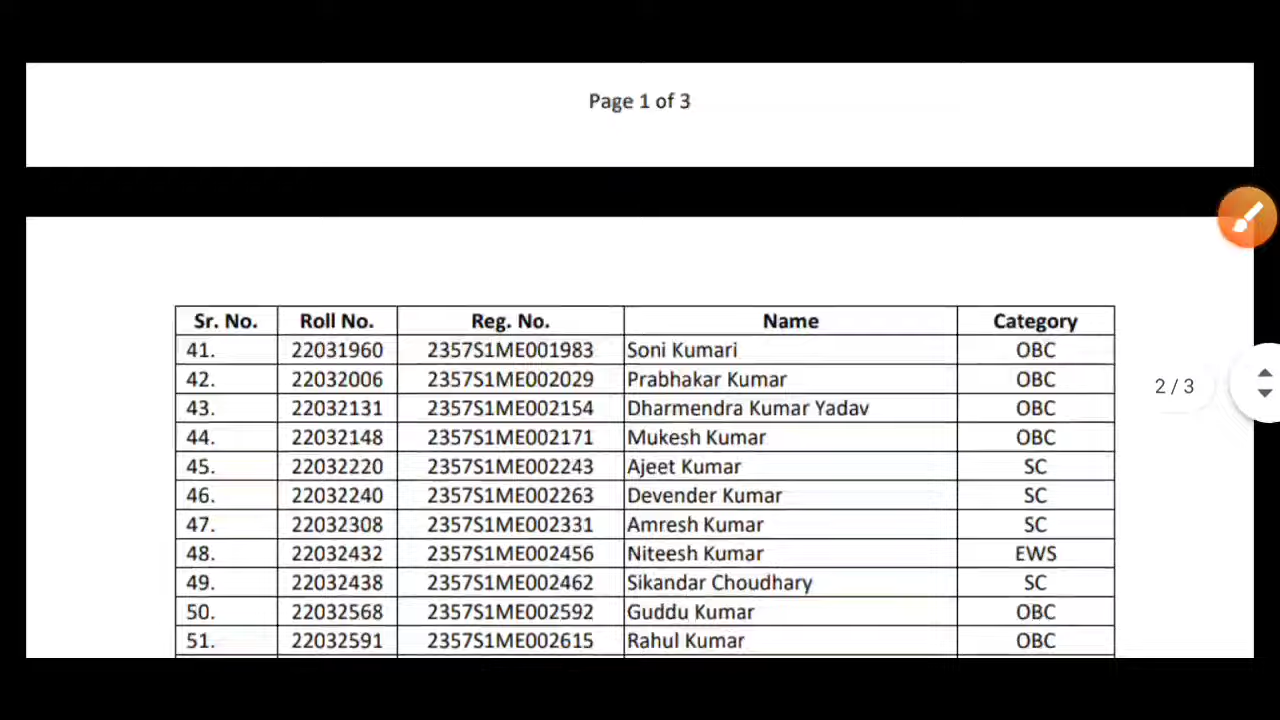 Page 1 of 3
Sr. No. Roll No. Reg. No. Name Category
41. 22031960 2357S1ME001983 Soni Kumari OBC
42. 22032006 2357S1ME002029 Prabhakar Kumar OBC
43. 22032131 2357S1ME002154 Dharmendra Kumar Yadav OBC
2 / 3
44. 22032148 2357S1ME002171 Mukesh Kumar OBC
45. 22032220 2357S1ME002243 Ajeet Kumar SC
46. 22032240 2357S1ME002263 Devender Kumar SC
47. 22032308 2357S1ME002331 Amresh Kumar SC
48. 22032432 2357S1ME002456 Niteesh Kumar EWS
49. 22032438 2357S1ME002462 Sikandar Choudhary SC
50. 22032568 2357S1ME002592 Guddu Kumar OBC
51. 22032591 2357S1ME002615 Rahul Kumar OBC